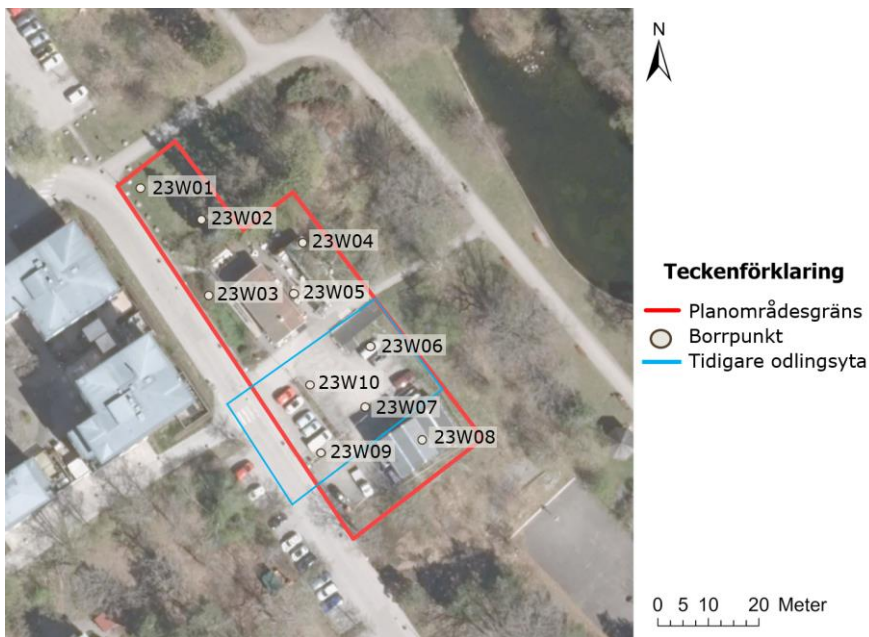 N
23W01
23W02
23W04
23W03
23W05
23W06
23W10
23W07
23W08
23W09
Teckenförklaring
Planområdesgräns
Borrpunkt
Tidigare odlingsyta
0 5 10 20 Meter